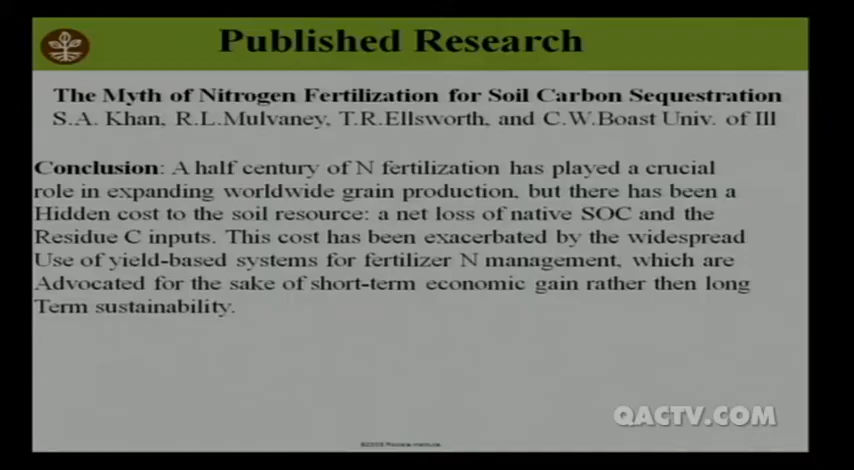 Published Research
The Myth of Nitrogen Fertilization for Soil Carbon Sequestration
S.A. Khan, R.L.Mulvaney, T.R.Ellsworth, and C.W.Boast Univ. of Ill
Conclusion: A half century of N fertilization has played a crucial
role in expanding worldwide grain production, but there has been a
Hidden cost to the soil resource: a net loss of native SOC and the
Residue C inputs. This cost has been exacerbated by the widespread
Use of yield-based systems for fertilizer N management, which are
Advocated for the sake of short-term economic gain rather then long
Term sustainability.
QACTV.COM